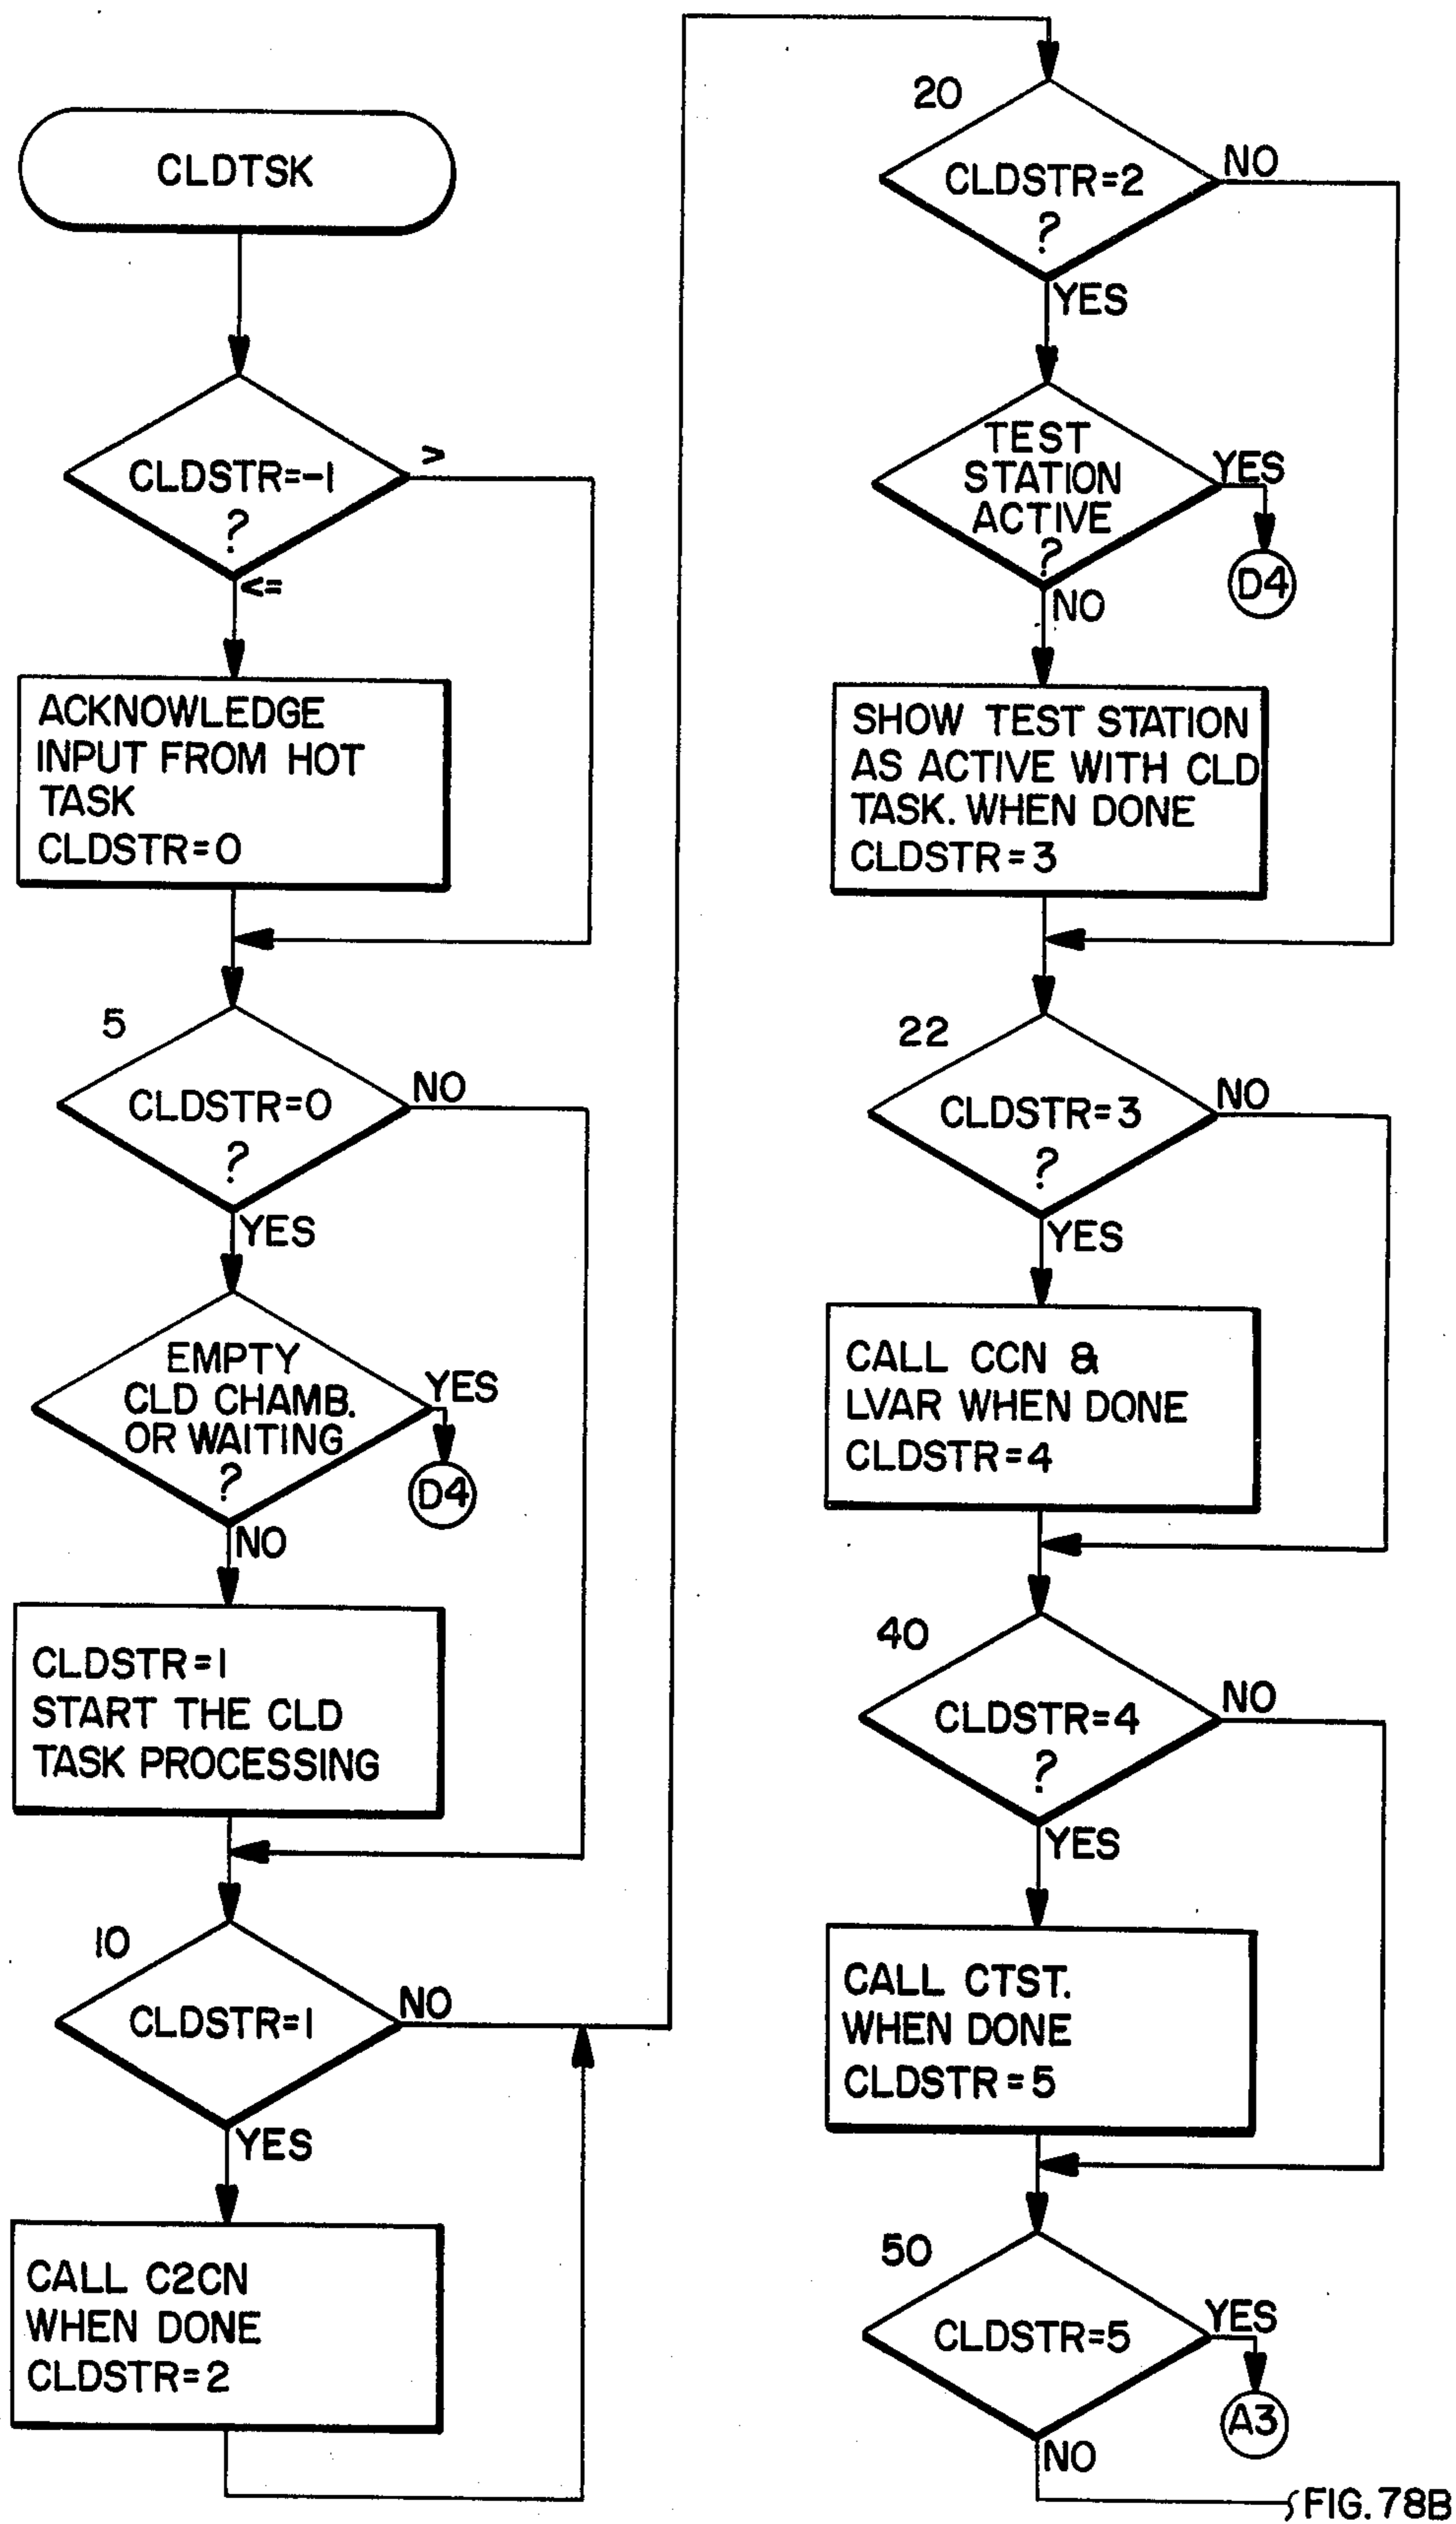 CLDTSK
CLDSTR=-1
?
>
<=
ACKNOWLEDGE
INPUT FROM HOT
TASK
CLDSTR=0
5
CLDSTR=0
?
NO
YES
EMPTY
CLD CHAMB.
OR WAITING
?
YES
D4
NO
CLDSTR=1
START THE CLD
TASK PROCESSING
10
CLDSTR=1
NO
YES
CALL C2CN
WHEN DONE
CLDSTR=2
20
CLDSTR=2
?
NO
YES
TEST
STATION
ACTIVE
?
YES
D4
NO
SHOW TEST STATION
AS ACTIVE WITH CLD
TASK. WHEN DONE
CLDSTR=3
22
CLDSTR=3
?
NO
YES
CALL CCN &
LVAR WHEN DONE
CLDSTR=4
40
CLDSTR=4
?
NO
YES
CALL CTST.
WHEN DONE
CLDSTR=5
50
CLDSTR=5
YES
A3
NO
FIG. 78B